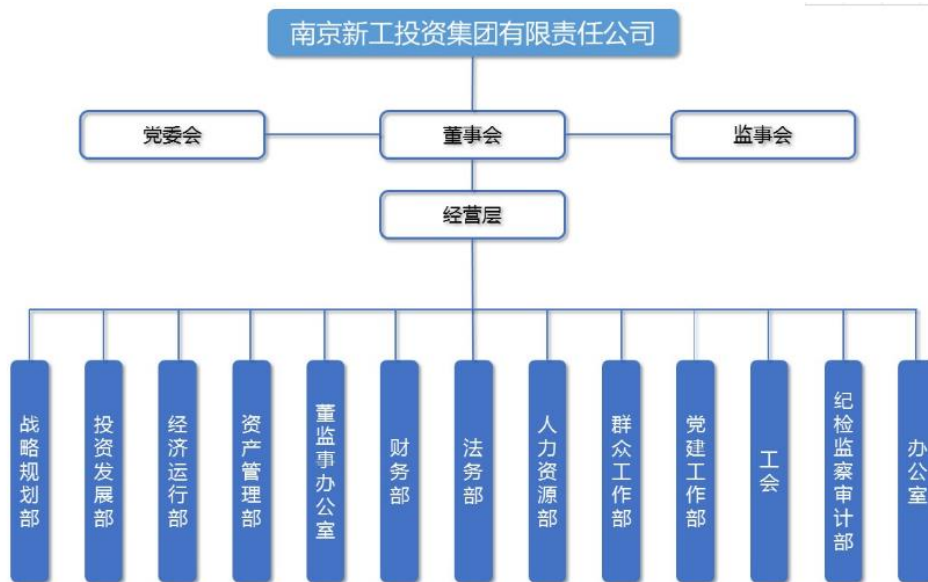 南京新工投资集团有限责任公司
党委会
董事会
监事会
经营层
战略规划部
投资发展部
经济运行部
资产管理部
董监事办公室
财务部
法务部
人力资源部
群众工作部
党建工作部
工会
纪检监察审计部
办公室